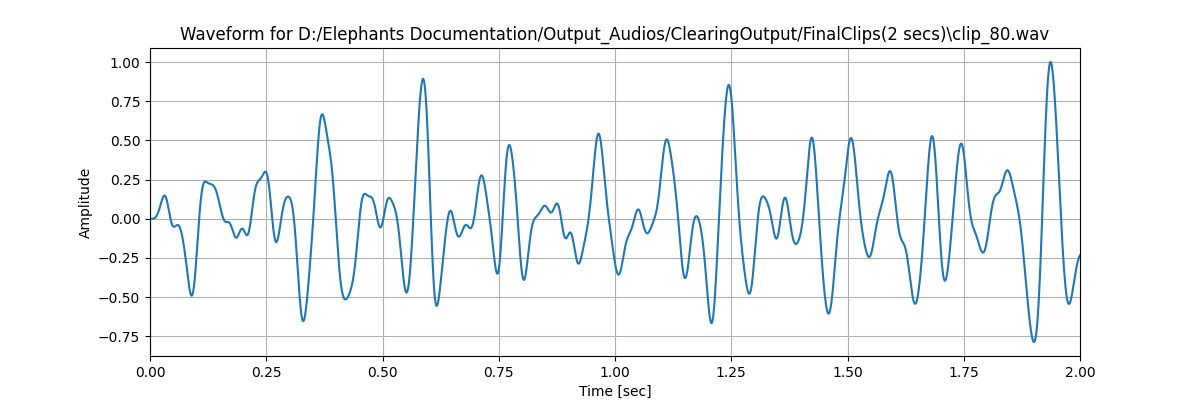 Waveform for D:/Elephants Documentation/Output_Audios/ClearingOutput/FinalClips(2 secs)\clip_80.wav
1.00
0.75
0.50
0.25
0.00
−0.25
−0.50
−0.75
Amplitude
0.00 0.25 0.50 0.75 1.00 1.25 1.50 1.75 2.00
Time [sec]